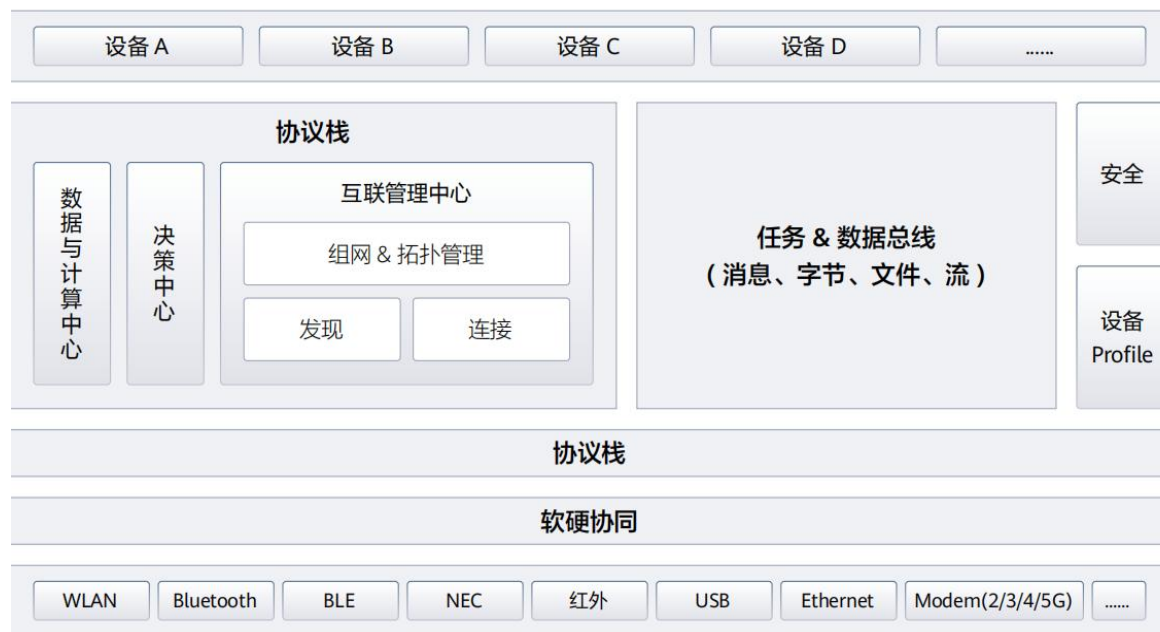 设备 A
设备 B
设备 C
设备 D
......
协议栈
数据与计算中心
决策中心
互联管理中心
组网 & 拓扑管理
发现
连接
任务 & 数据总线
( 消息、字节、文件、流 )
安全
设备
Profile
协议栈
软硬协同
WLAN
Bluetooth
BLE
NEC
红外
USB
Ethernet
Modem(2/3/4/5G)
......